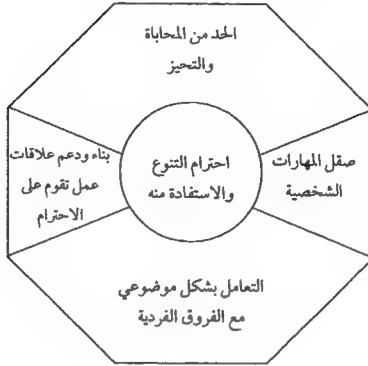 الحد من المحاباة
والتحيز
صقل المهارات
الشخصية
احترام التنوع
والاستفادة منه
بناء ودعم علاقات
عمل تقوم على
الاحترام
التعامل بشكل موضوعي
مع الفروق الفردية